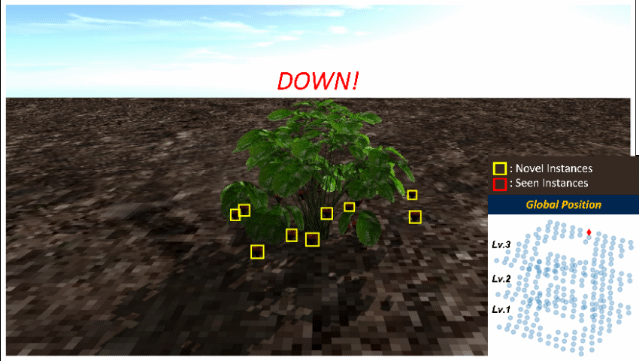 DOWN!
: Novel Instances
: Seen Instances
Global Position
Lv.3
Lv.2
Lv.1